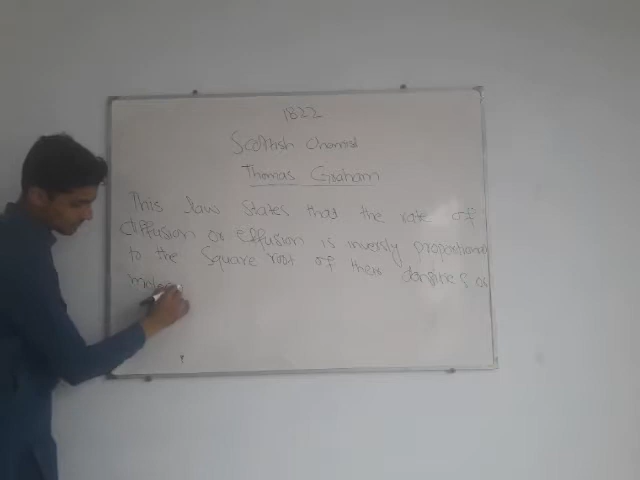 1822
Scottish Chemist
Thomas Graham
This law States that the rate of
diffusion or effusion is inversly proportional
to the Square root of their densities or